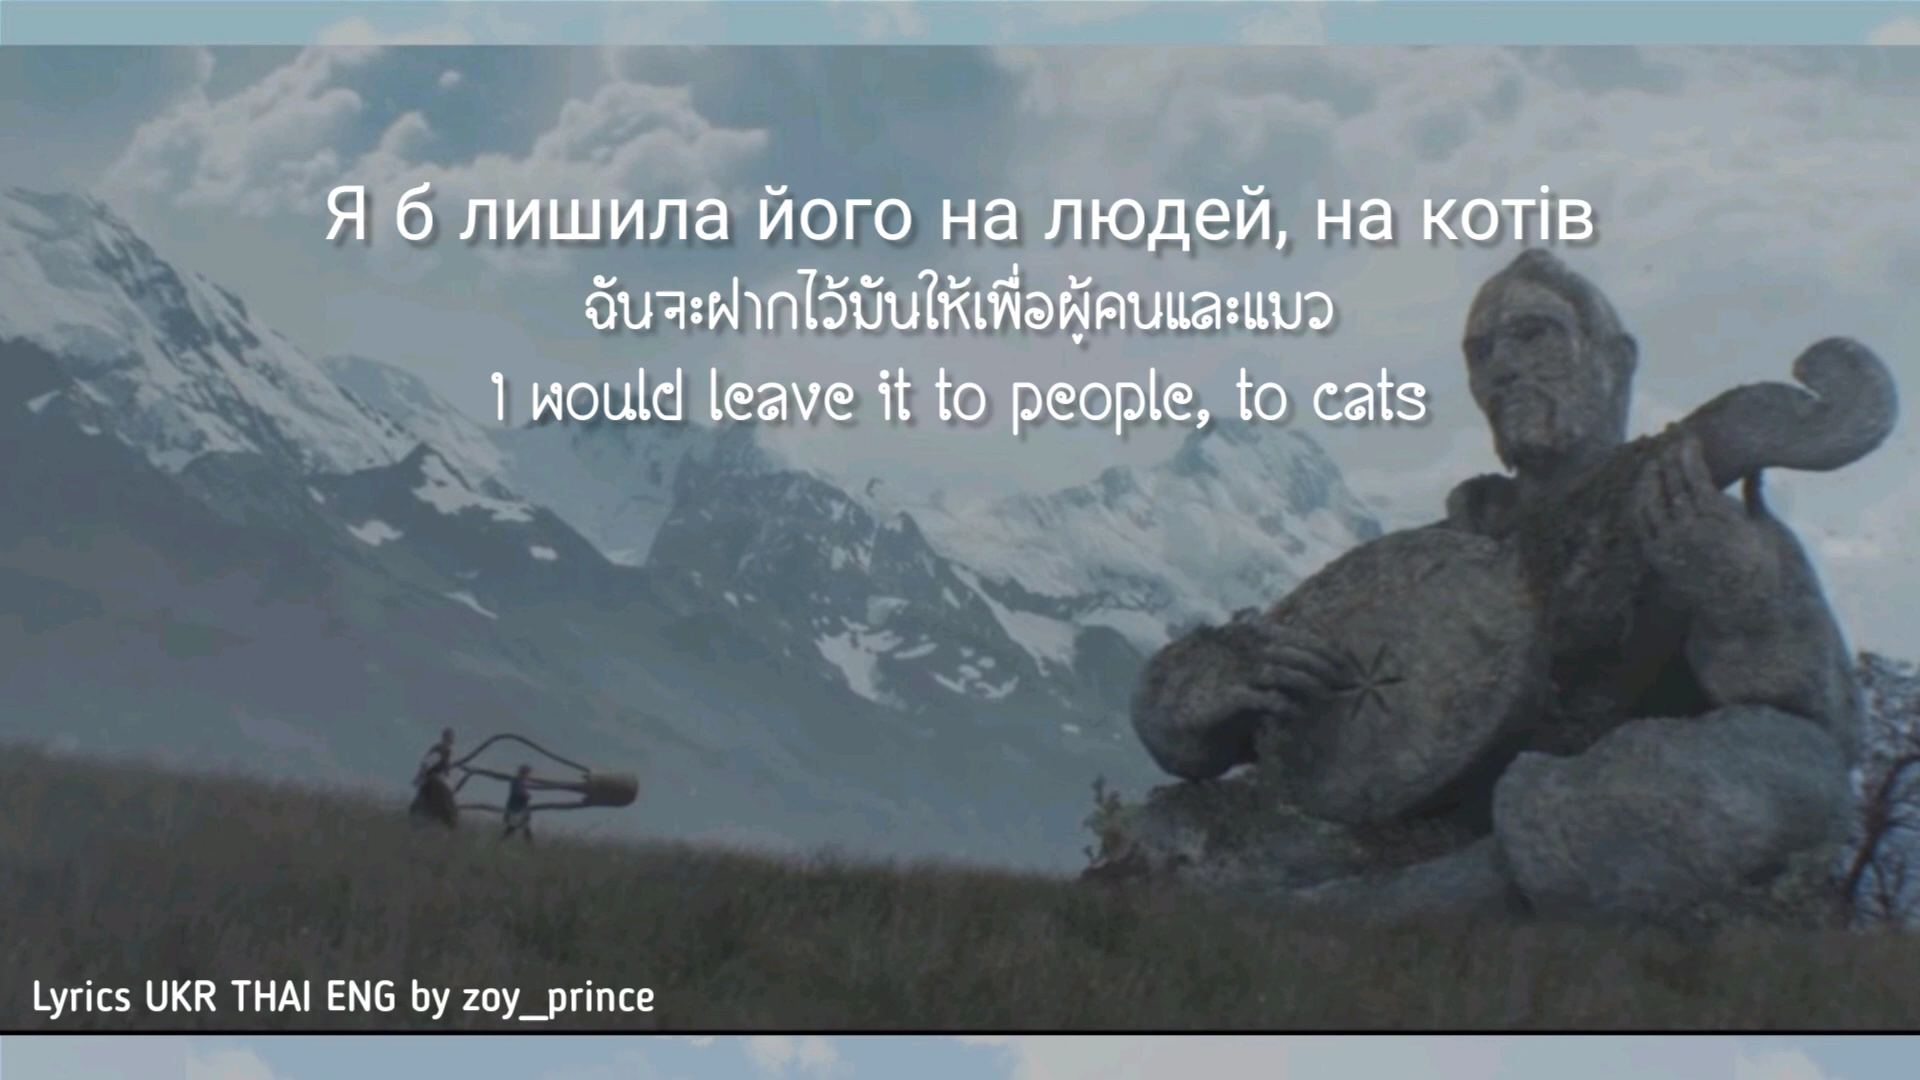 Я б лишила його на людей, на котів
ฉันจะฝากไว้มันให้เพื่อผู้คนและแมว
I would leave it to people, to cats
Lyrics UKR THAI ENG by zoy_prince